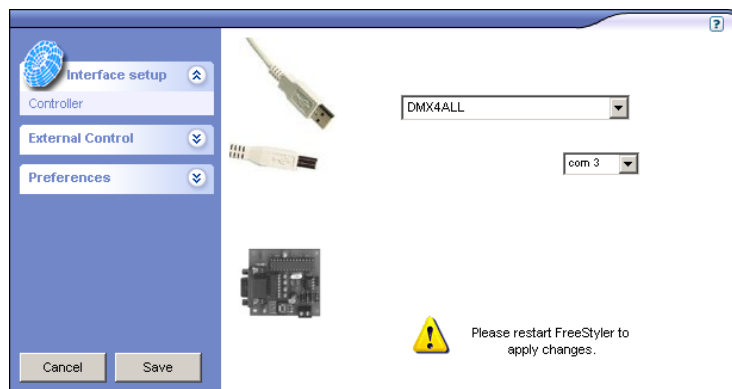 ?
Interface setup
Controller
External Control
Preferences
DMX4ALL
com 3
Please restart FreeStyler to
apply changes.
Cancel
Save